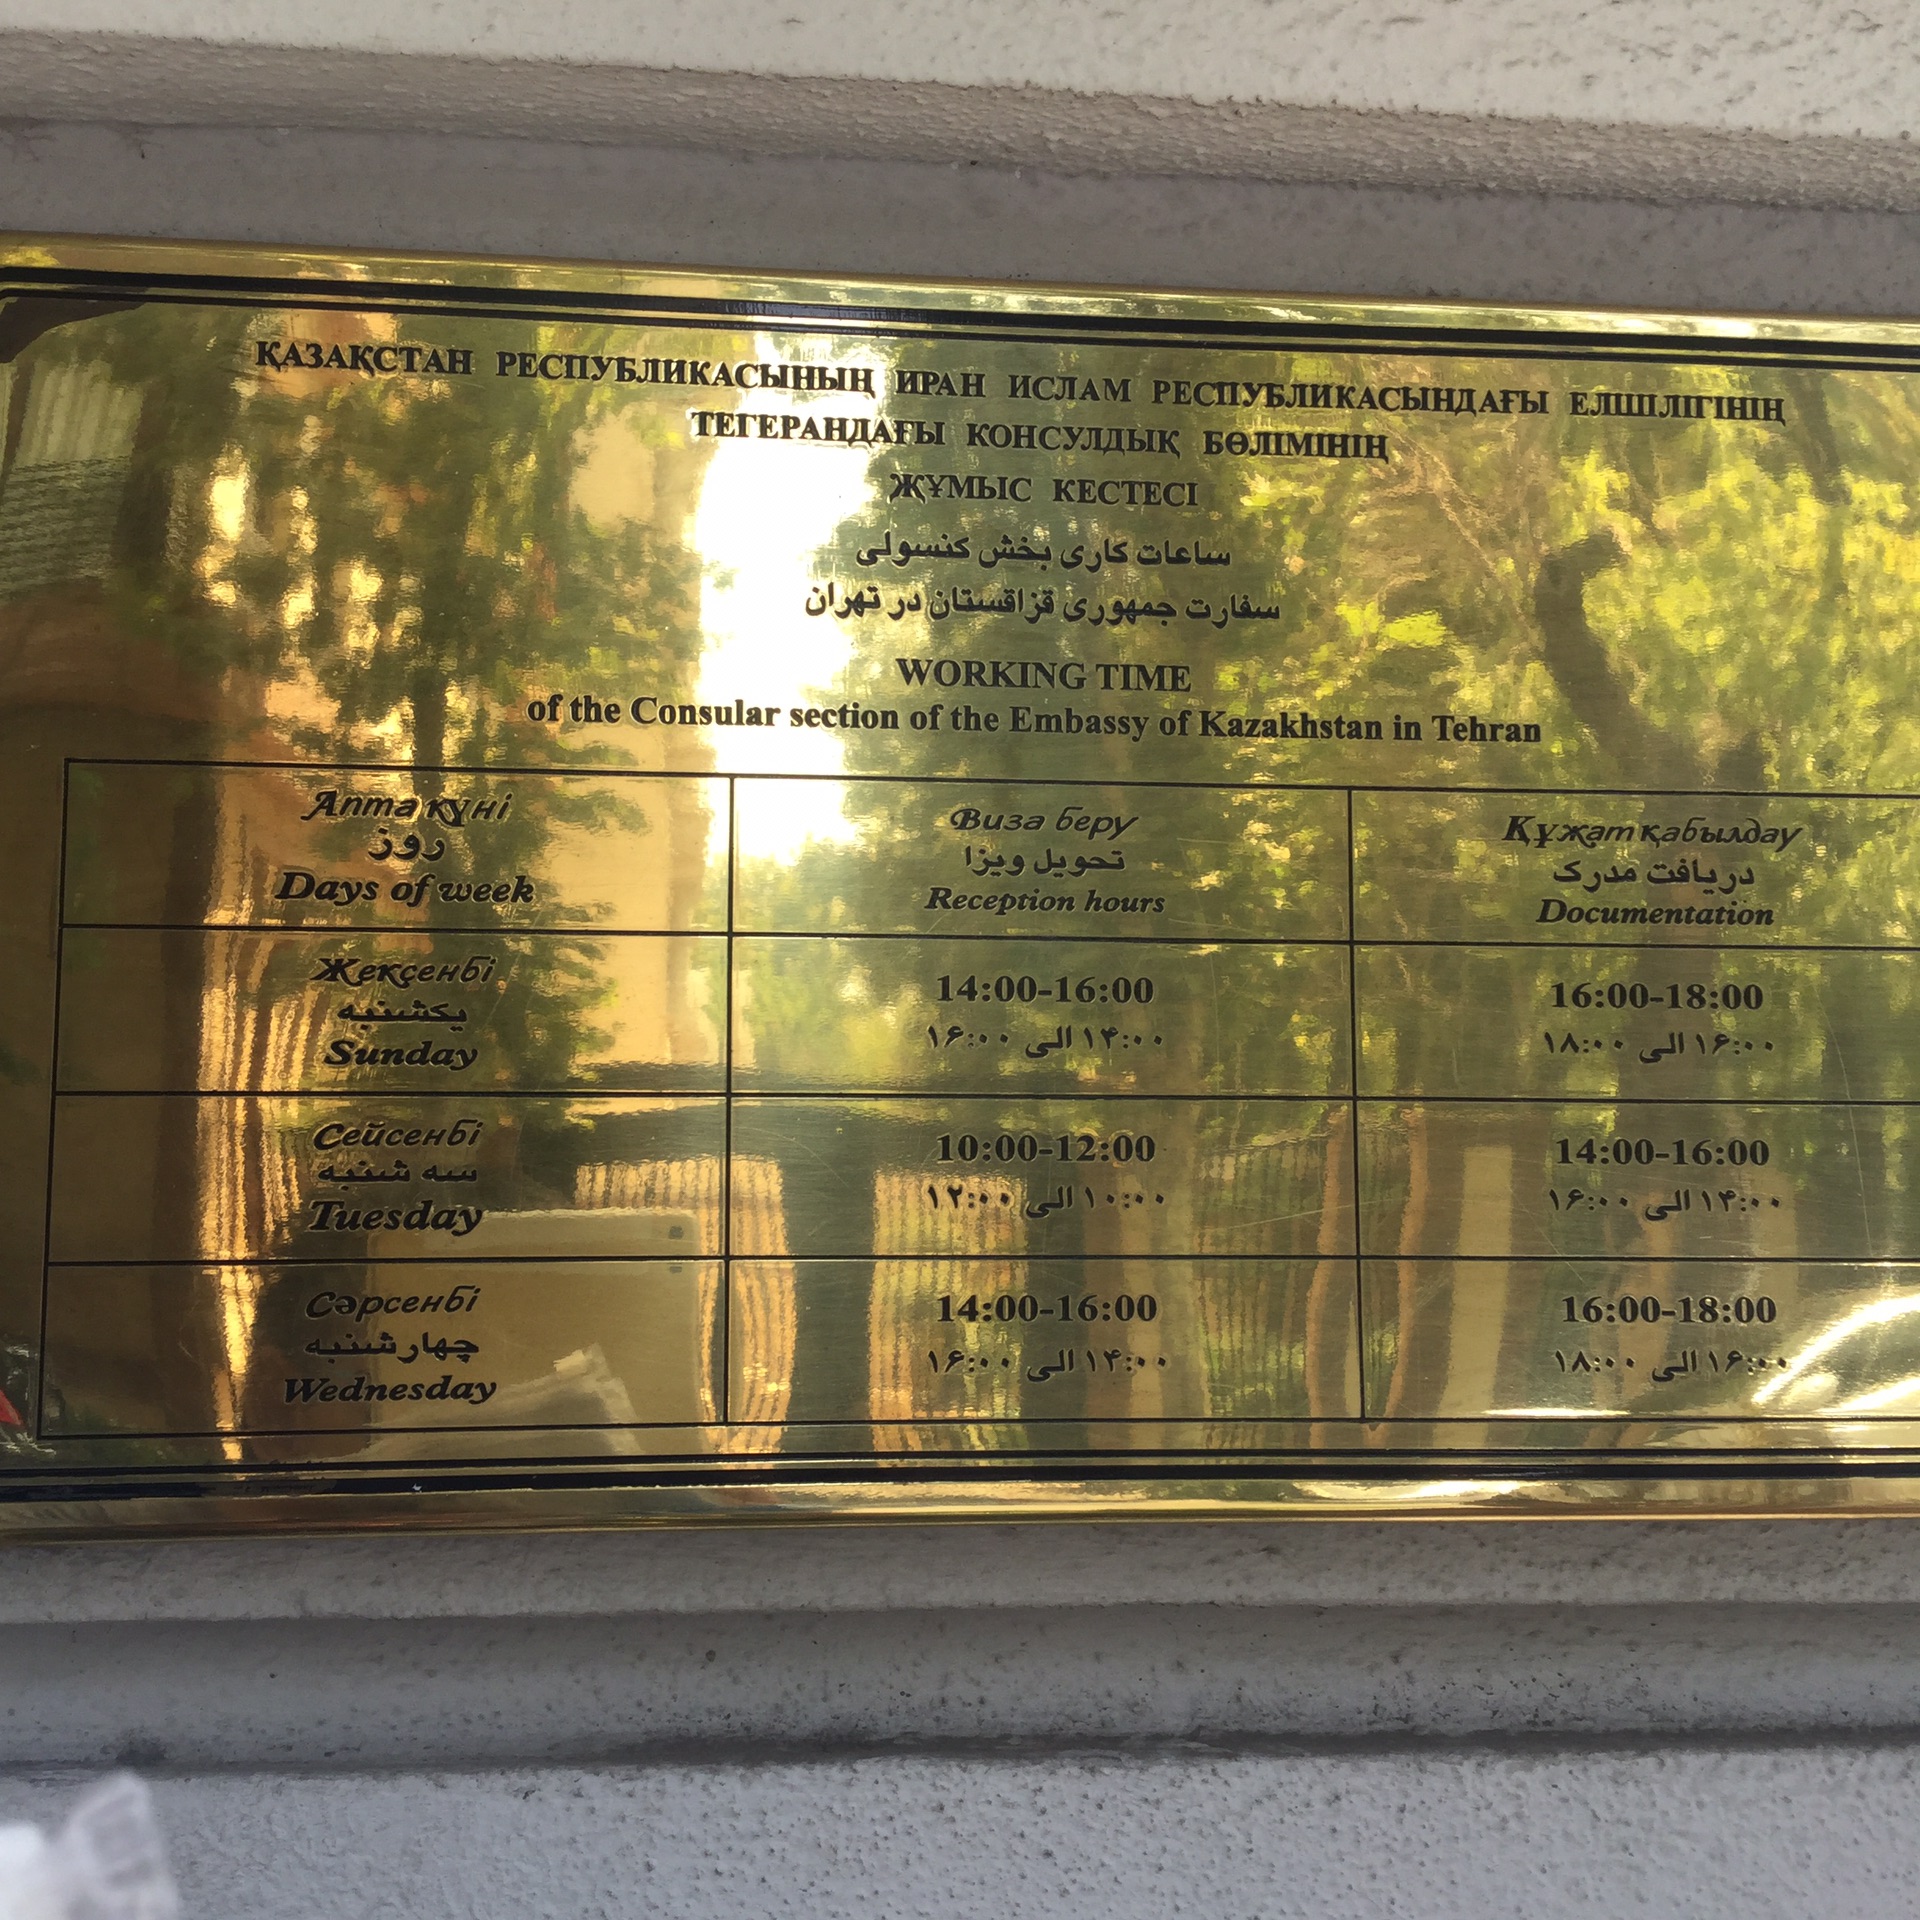 ҚАЗАҚСТАН РЕСПУБЛИКАСЫНЫҢ ИРАН ИСЛАМ РЕСПУБЛИКАСЫНДАҒЫ ЕЛШІЛІГІНІҢ
ТЕГЕРАНДАҒЫ КОНСУЛДЫҚ БӨЛІМІНІҢ
ЖҰМЫС КЕСТЕСІ
ساعات کاری بخش کنسولی
سفارت جمهوری قزاقستان در تهران
WORKING TIME
of the Consular section of the Embassy of Kazakhstan in Tehran
Апта күні
روز
Days of week
Виза беру
تحویل ویزا
Reception hours
Құжат қабылдау
دریافت مدرک
Documentation
Жексенбі
یکشنبه
Sunday
14:00-16:00
۱۴:۰۰ الی ۱۶:۰۰
16:00-18:00
۱۶:۰۰ الی ۱۸:۰۰
Сейсенбі
سه شنبه
Tuesday
10:00-12:00
۱۰:۰۰ الی ۱۲:۰۰
14:00-16:00
۱۴:۰۰ الی ۱۶:۰۰
Сәрсенбі
چهارشنبه
Wednesday
14:00-16:00
۱۴:۰۰ الی ۱۶:۰۰
16:00-18:00
۱۶:۰۰ الی ۱۸:۰۰